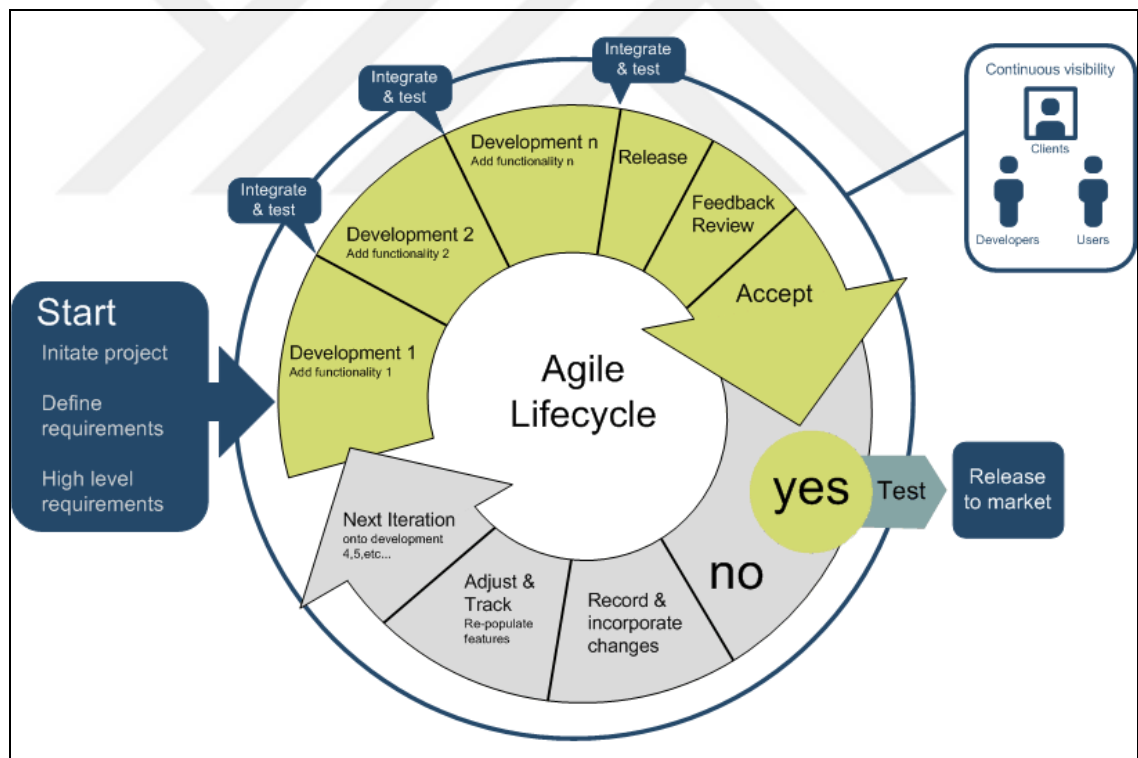 Integrate
& test
Integrate
& test
Integrate
& test
Continuous visibility
Clients
Developers
Users
Start
Initate project
Define
requirements
High level
requirements
Development 1
Add functionality 1
Development 2
Add functionality 2
Development n
Add functionality n
Release
Feedback
Review
Accept
Agile
Lifecycle
yes
Test
Release
to market
no
Record &
incorporate
changes
Adjust &
Track
Re-populate
features
Next Iteration
onto development
4,5,etc...